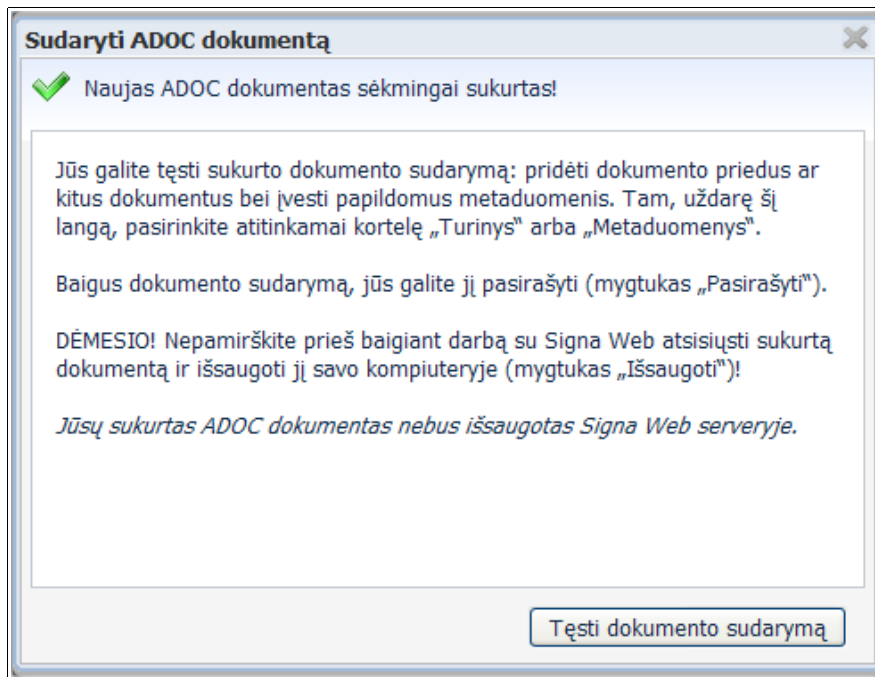 Sudaryti ADOC dokumentą
Naujas ADOC dokumentas sėkmingai sukurtas!
Jūs galite tęsti sukurto dokumento sudarymą: pridėti dokumento priedus ar
kitus dokumentus bei įvesti papildomus metaduomenis. Tam, uždarę šį
langą, pasirinkite atitinkamai kortelę „Turinys“ arba „Metaduomenys“.
Baigus dokumento sudarymą, jūs galite jį pasirašyti (mygtukas „Pasirašyti“).
DĖMESIO! Nepamirškite prieš baigiant darbą su Signa Web atsisiųsti sukurtą
dokumentą ir išsaugoti jį savo kompiuteryje (mygtukas „Išsaugoti“)!
Jūsų sukurtas ADOC dokumentas nebus išsaugotas Signa Web serveryje.
Tęsti dokumento sudarymą